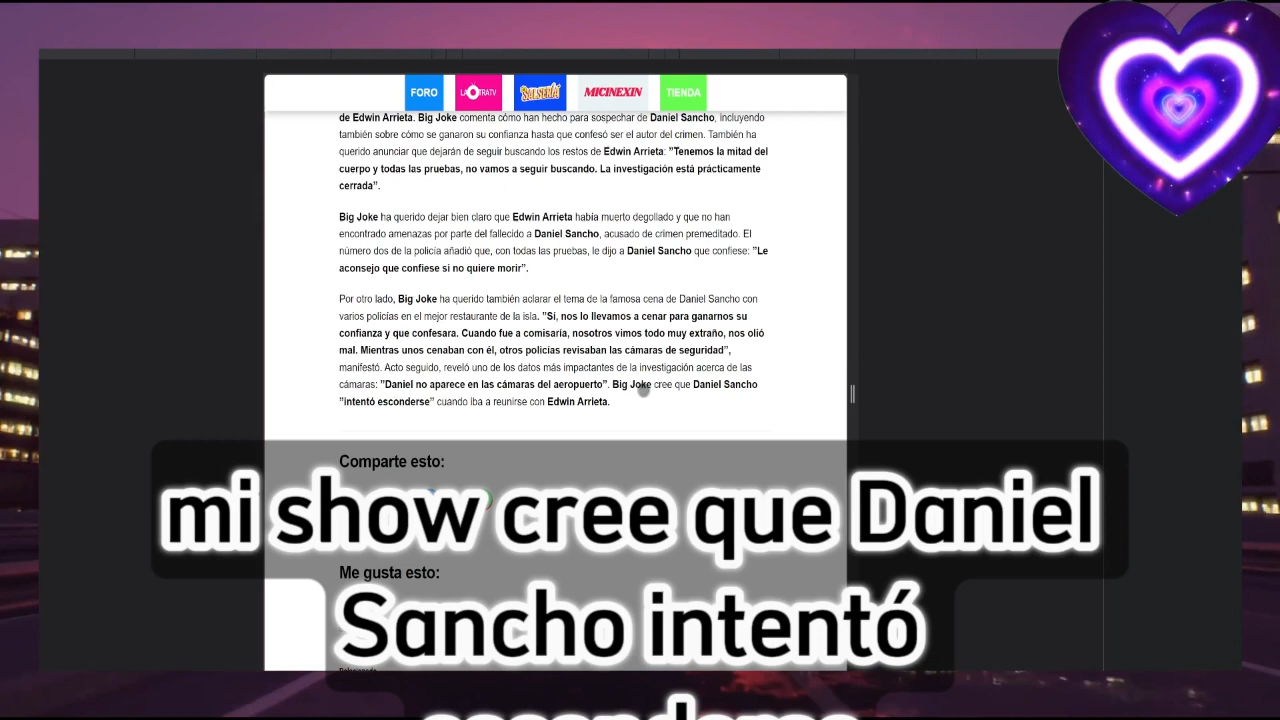 FORO
LA OTRATV
SALSERÍA
MICINEXIN
TIENDA
de Edwin Arrieta. Big Joke comenta cómo han hecho para sospechar de Daniel Sancho, incluyendo
también sobre cómo se ganaron su confianza hasta que confesó ser el autor del crimen. También ha
querido anunciar que dejarán de seguir buscando los restos de Edwin Arrieta: ”Tenemos la mitad del
cuerpo y todas las pruebas, no vamos a seguir buscando. La investigación está prácticamente
cerrada”.
Big Joke ha querido dejar bien claro que Edwin Arrieta había muerto degollado y que no han
encontrado amenazas por parte del fallecido a Daniel Sancho, acusado de crimen premeditado. El
número dos de la policía añadió que, con todas las pruebas, le dijo a Daniel Sancho que confiese: ”Le
aconsejo que confiese si no quiere morir”.
Por otro lado, Big Joke ha querido también aclarar el tema de la famosa cena de Daniel Sancho con
varios policías en el mejor restaurante de la isla. ”Sí, nos lo llevamos a cenar para ganarnos su
confianza y que confesara. Cuando fue a comisaría, nosotros vimos todo muy extraño, nos olió
mal. Mientras unos cenaban con él, otros policías revisaban las cámaras de seguridad”,
manifestó. Acto seguido, reveló uno de los datos más impactantes de la investigación acerca de las
cámaras: ”Daniel no aparece en las cámaras del aeropuerto”. Big Joke cree que Daniel Sancho
”intentó esconderse” cuando iba a reunirse con Edwin Arrieta.
Comparte esto:
mi show cree que Daniel
Me gusta esto:
Sancho intentó